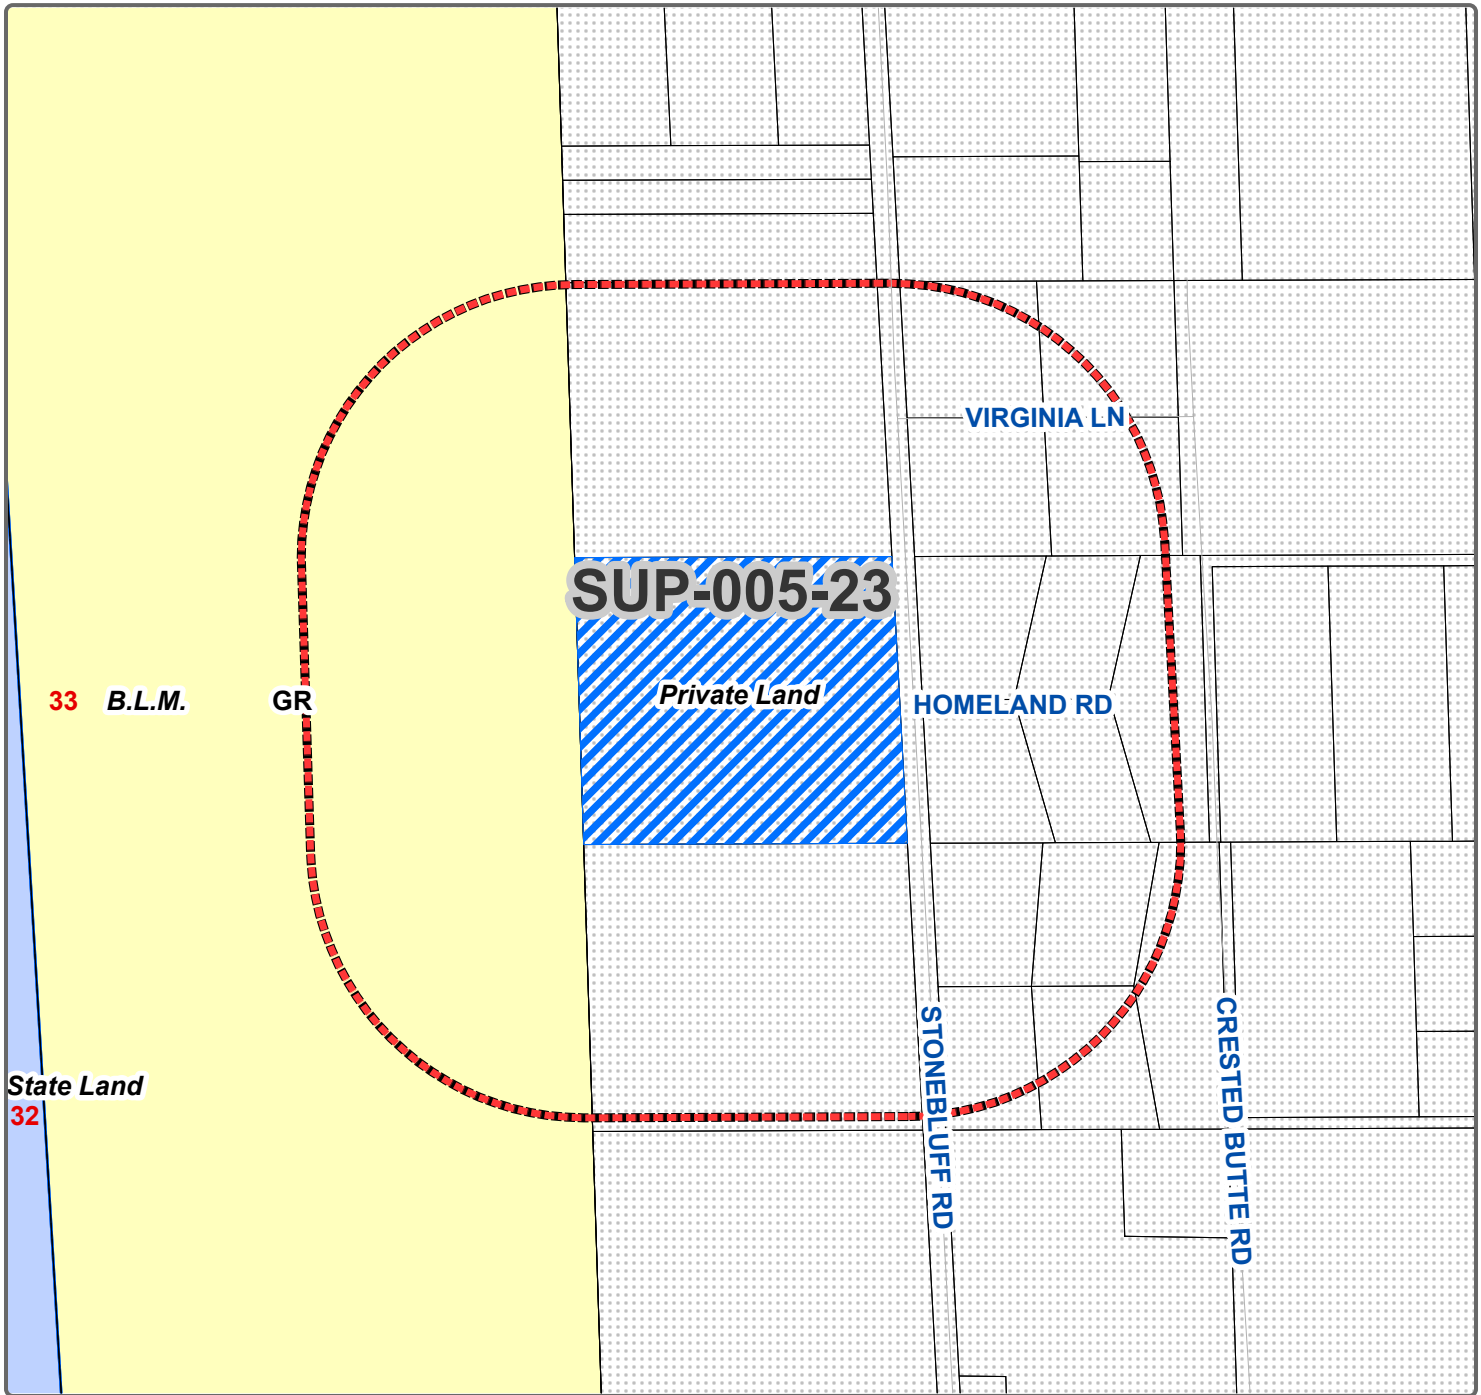 VIRGINIA LN
SUP-005-23
33
B.L.M.
GR
Private Land
HOMELAND RD
STONEBLUFF RD
CRESTED BUTTE RD
State Land
32